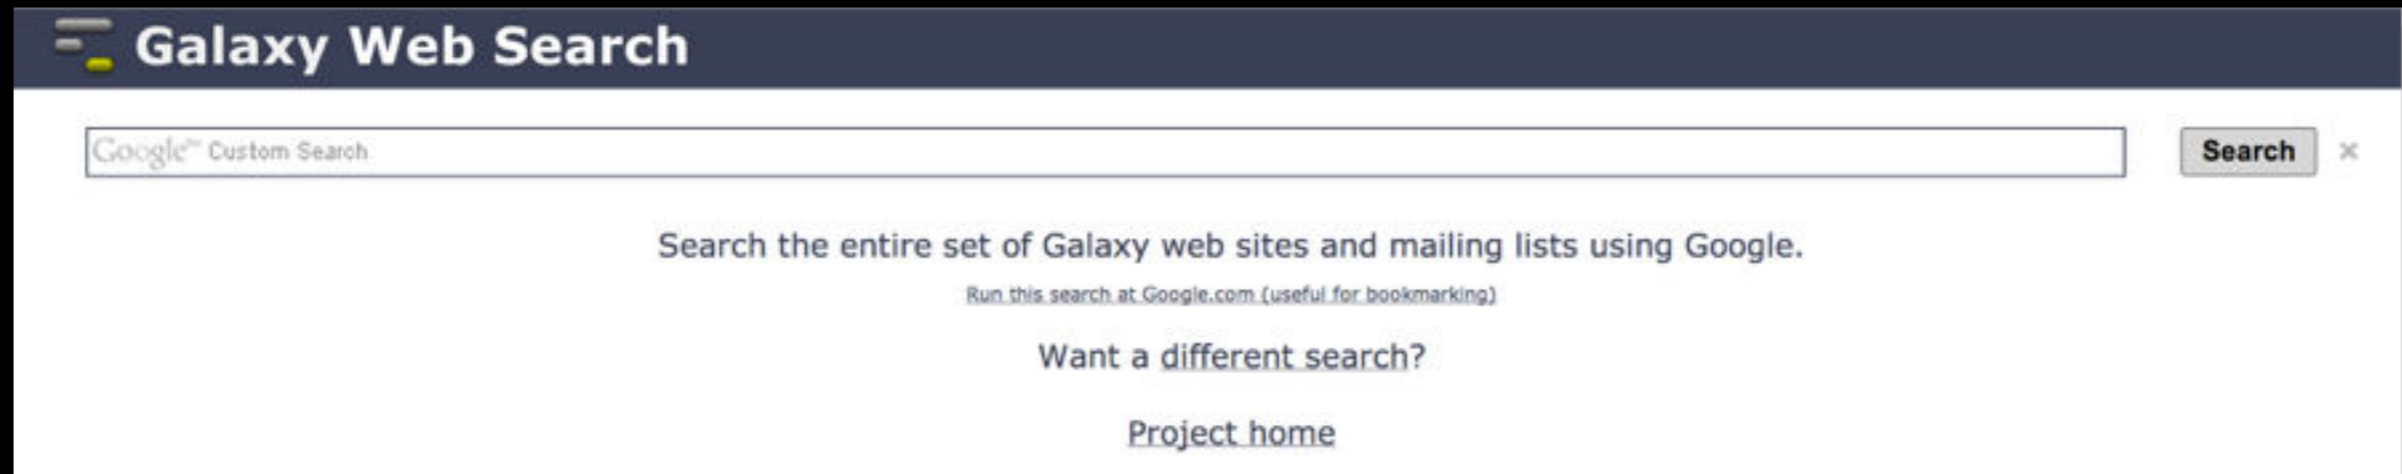 Galaxy Web Search
Google™ Custom Search
Search ×
Search the entire set of Galaxy web sites and mailing lists using Google.
Run this search at Google.com (useful for bookmarking)
Want a different search?
Project home